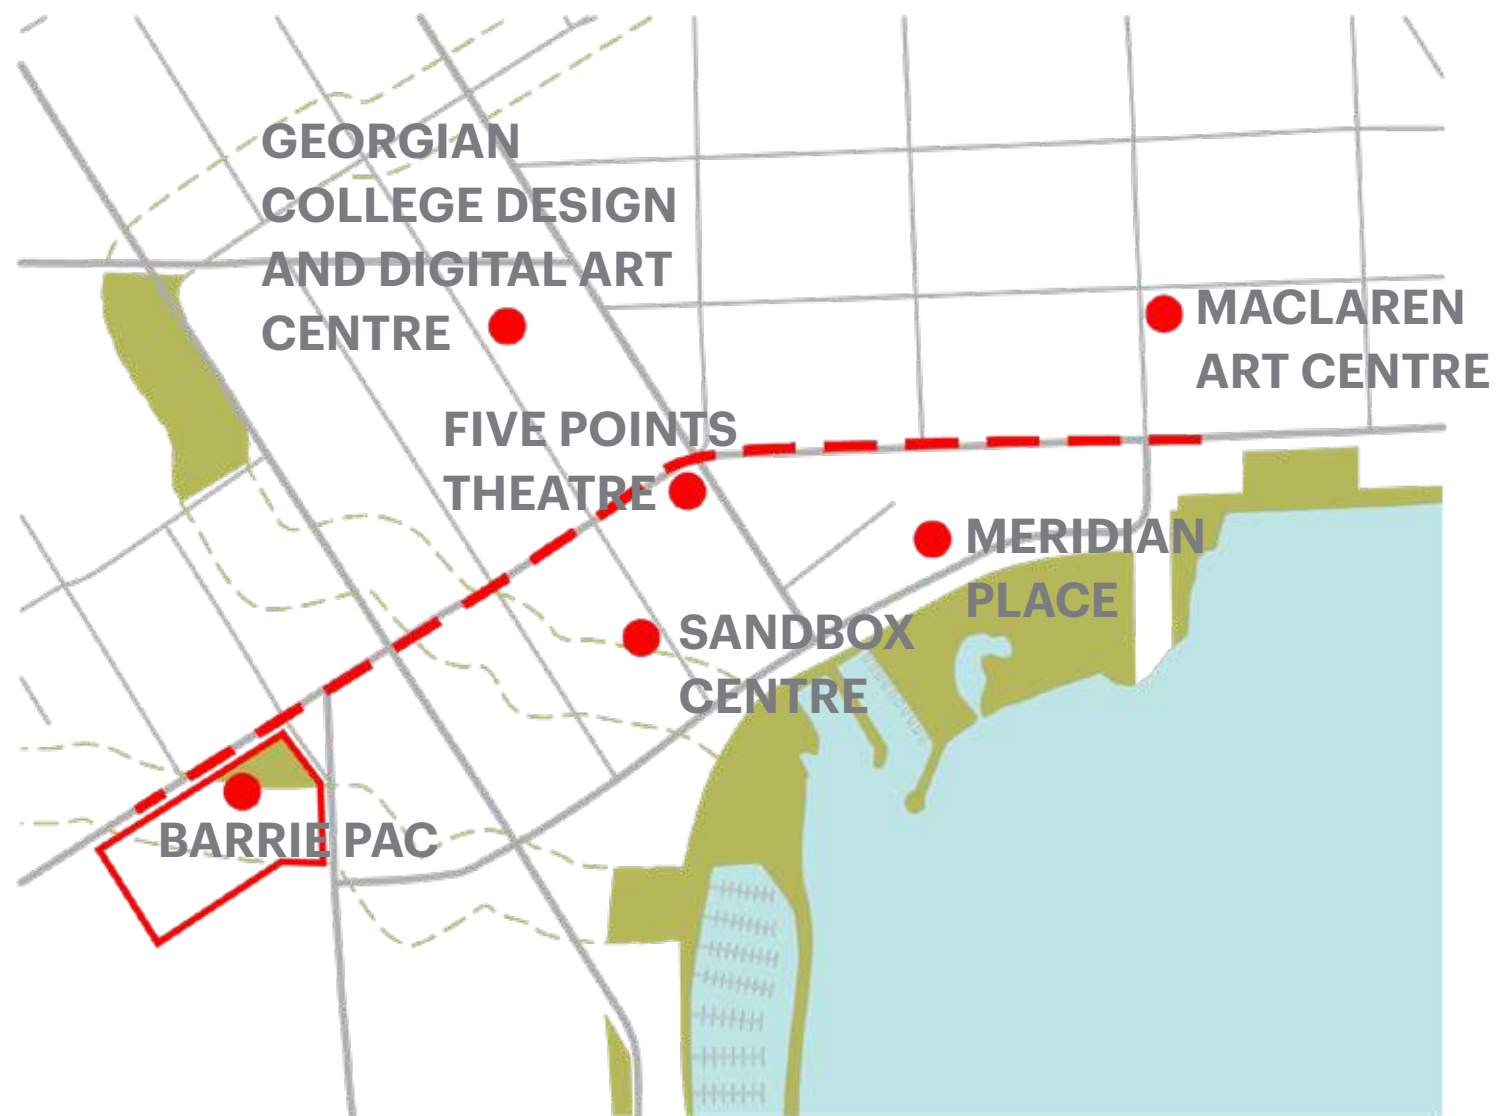 GEORGIAN
COLLEGE DESIGN
AND DIGITAL ART
CENTRE
MACLAREN
ART CENTRE
FIVE POINTS
THEATRE
MERIDIAN
PLACE
SANDBOX
CENTRE
BARRIE PAC